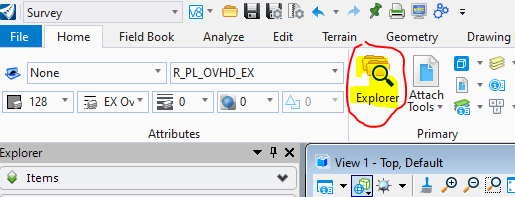 Survey
File Home Field Book Analyze Edit Terrain Geometry Drawing
None R_PL_OVHD_EX
Explorer
Attach
Tools
128 EX Ov 0 0 0
Attributes Primary
Explorer
Items
View 1 - Top, Default